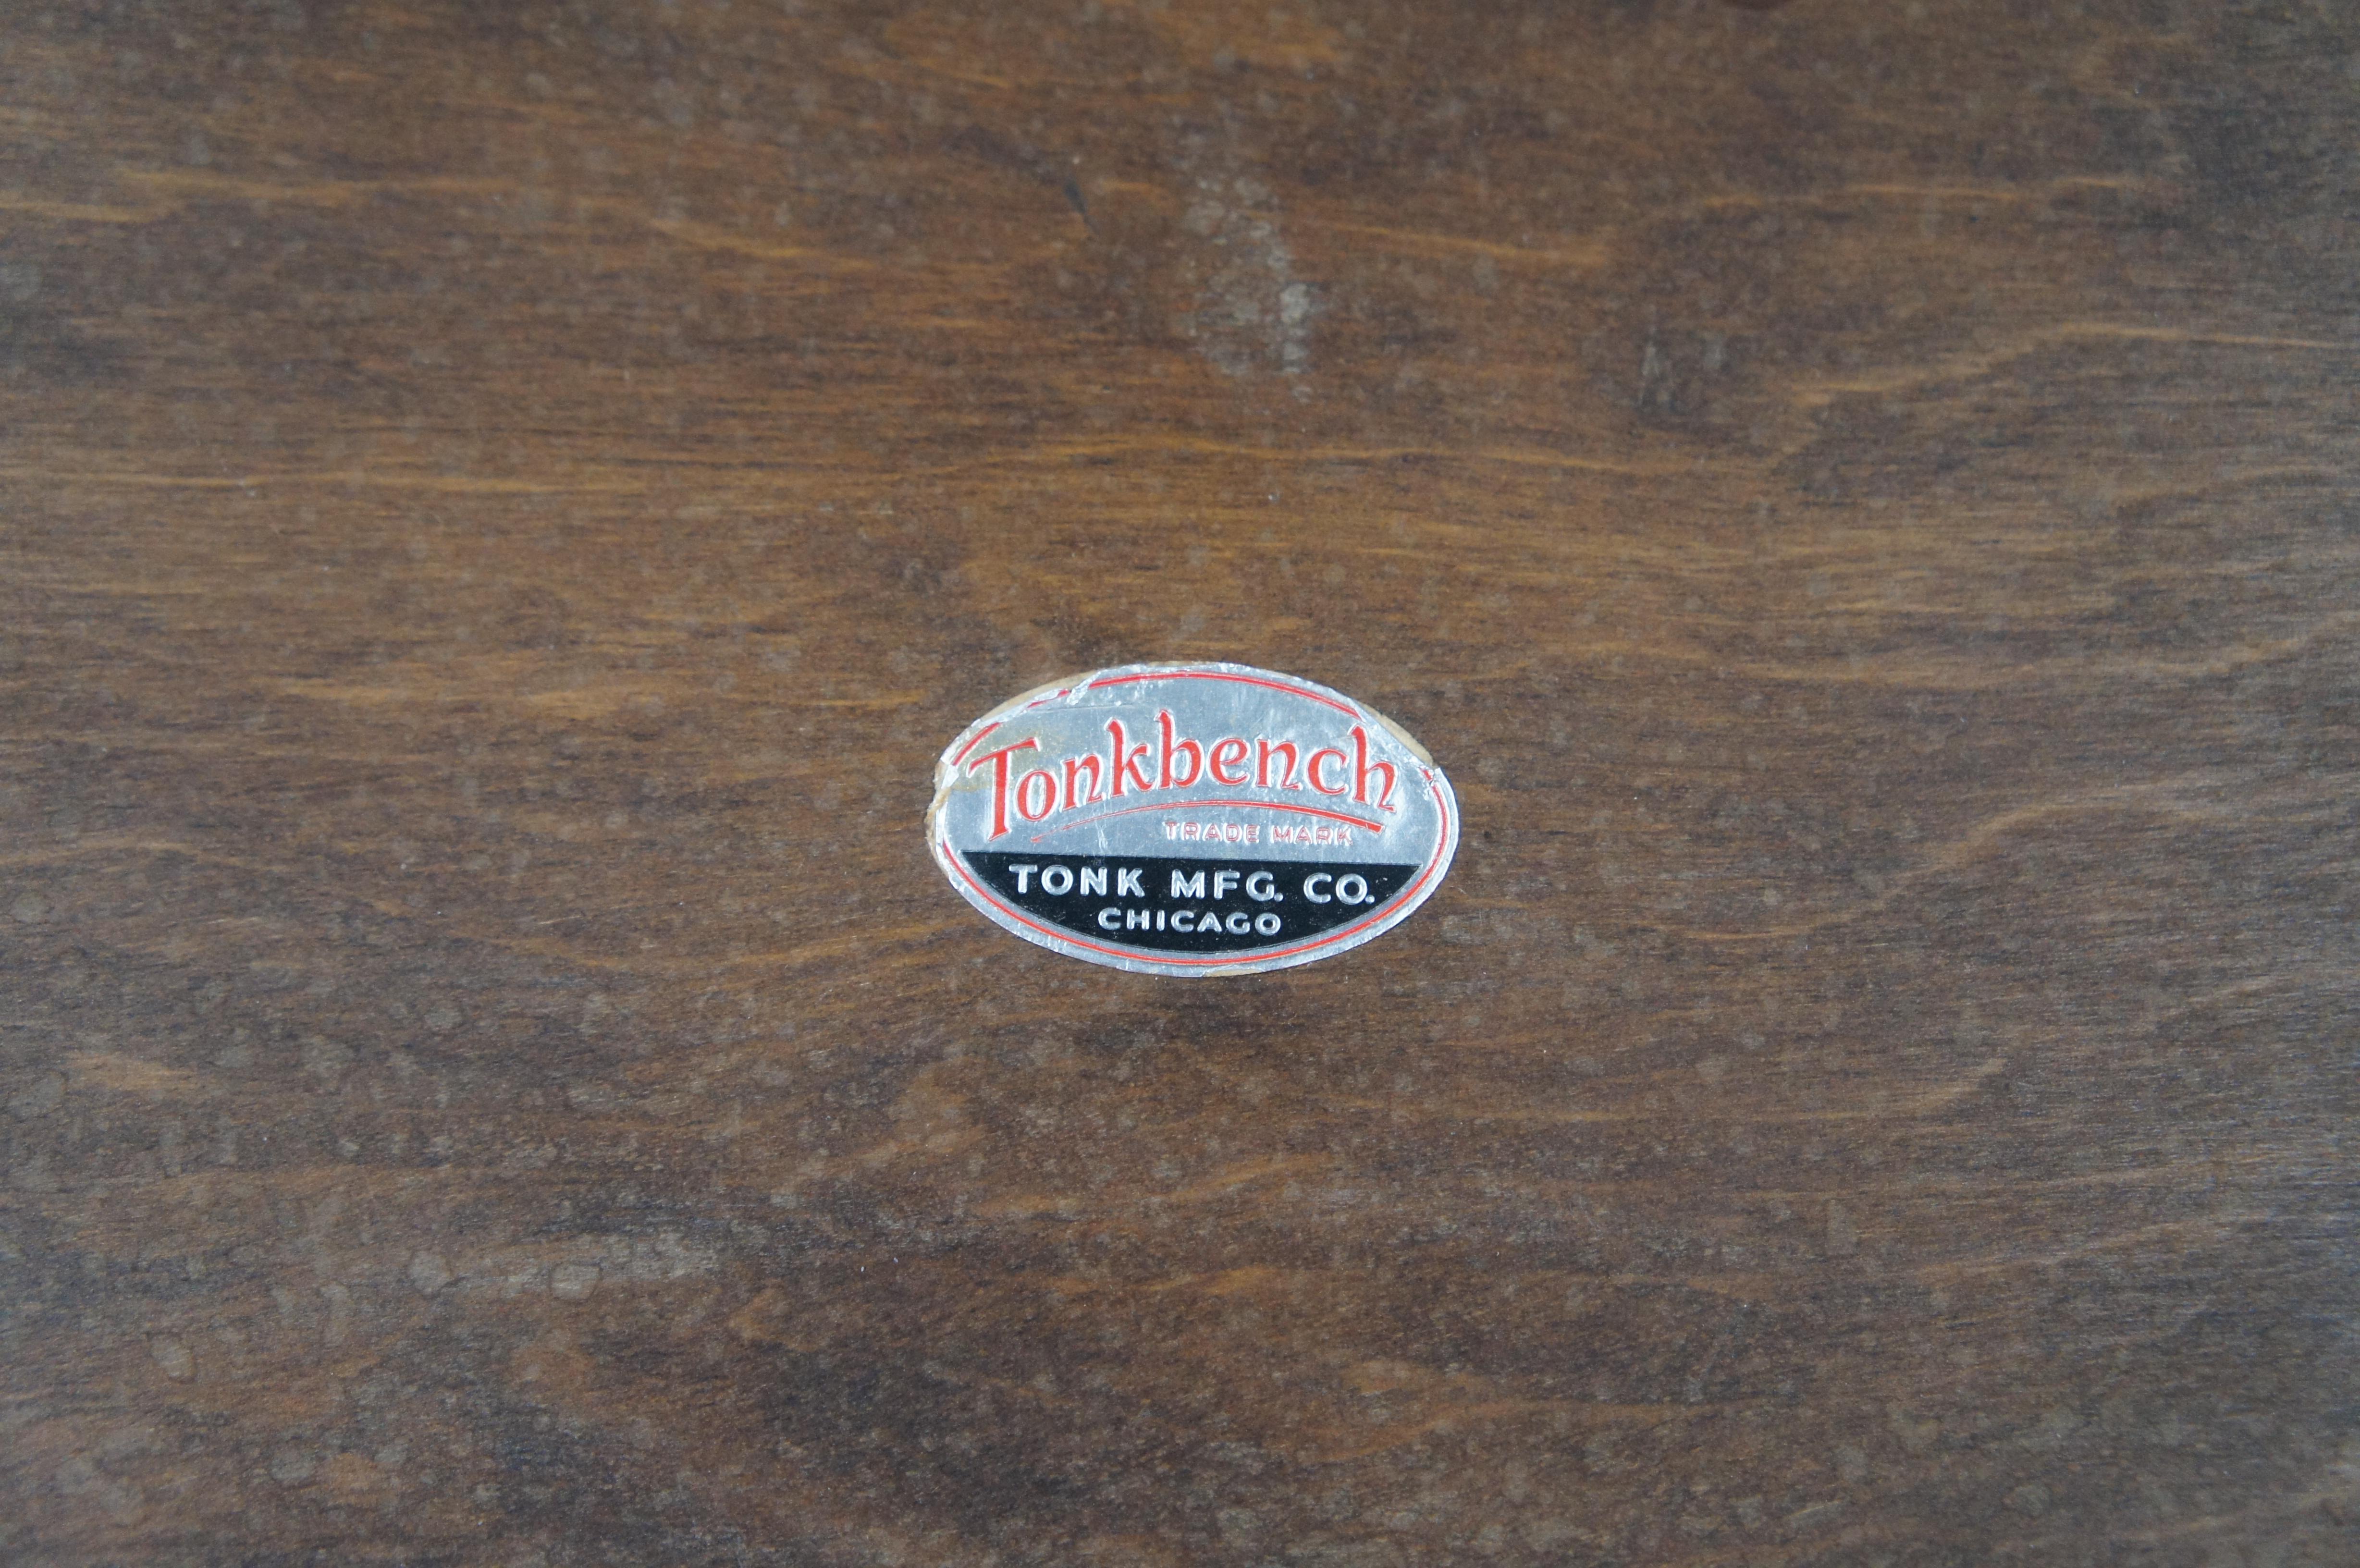 Tonkbench
TRADE MARK
TONK MFG. CO.
CHICAGO